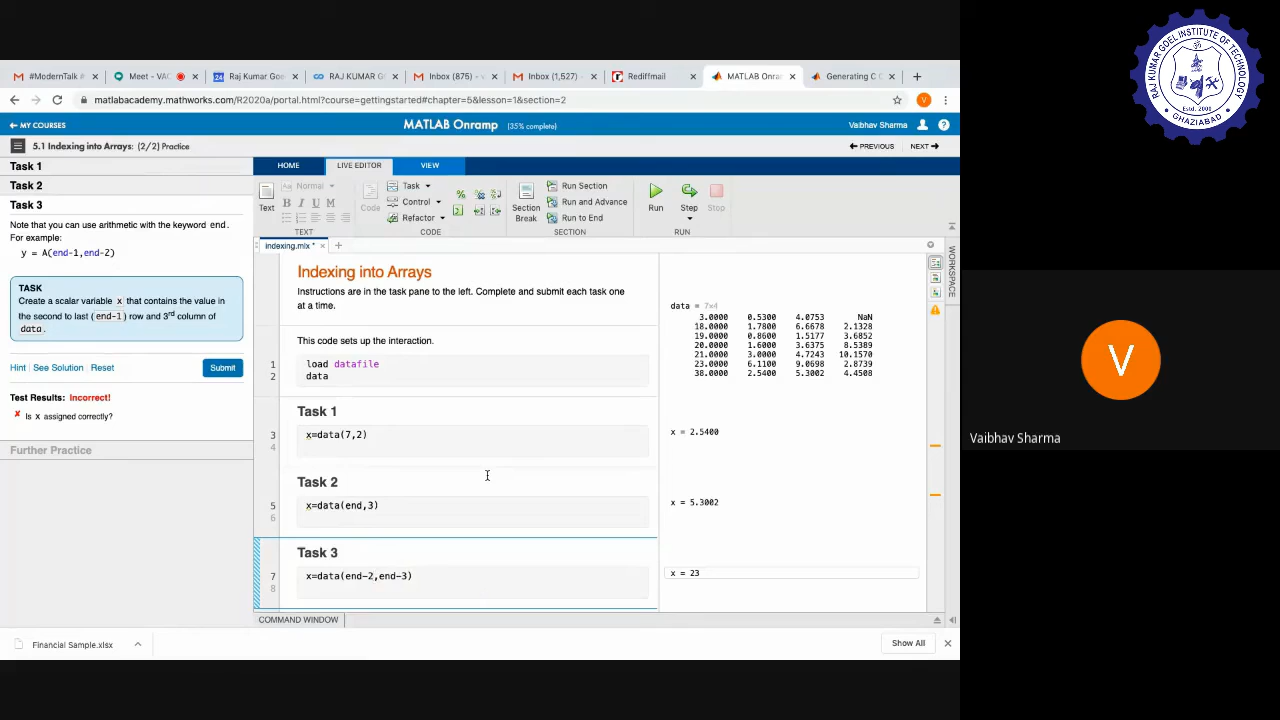 #ModernTalk #
Meet - VAC
Raj Kumar Goe
RAJ KUMAR G
Inbox (875) - v
Inbox (1,527) -
Rediffmail
MATLAB Onra
Generating C C
matlabacademy.mathworks.com/R2020a/portal.html?course=gettingstarted#chapter=5&lesson=1&section=2
V
MY COURSES
MATLAB Onramp (35% complete)
Vaibhav Sharma
5.1 Indexing into Arrays: (2/2) Practice
PREVIOUS
NEXT
Task 1
Task 2
Task 3
Note that you can use arithmetic with the keyword end.
For example:
y = A(end-1,end-2)
TASK
Create a scalar variable x that contains the value in
the second to last (end-1) row and 3rd column of
data.
Hint
See Solution
Reset
Submit
Test Results: Incorrect!
Is x assigned correctly?
Further Practice
HOME
LIVE EDITOR
VIEW
Text
Normal
B I U M
TEXT
Code
Task
Control
Refactor
CODE
Section
Break
Run Section
Run and Advance
Run to End
SECTION
Run
Step
Stop
RUN
indexing.mlx *
Indexing into Arrays
Instructions are in the task pane to the left. Complete and submit each task one
at a time.
This code sets up the interaction.
1 load datafile
2 data
Task 1
3 x=data(7,2)
4
Task 2
5 x=data(end,3)
6
Task 3
7 x=data(end-2,end-3)
8
data = 7×4
3.0000 0.5300 4.0753 NaN
18.0000 1.7800 6.6678 2.1328
19.0000 0.8600 1.5177 3.6852
20.0000 1.6000 3.6375 8.5389
21.0000 3.0000 4.7243 10.1570
23.0000 6.1100 9.0698 2.8739
38.0000 2.5400 5.3002 4.4508
x = 2.5400
x = 5.3002
x = 23
WORKSPACE
COMMAND WINDOW
Financial Sample.xlsx
Show All
RAJ KUMAR GOEL INSTITUTE OF TECHNOLOGY
Estd. 2000
GHAZIABAD
V
Vaibhav Sharma